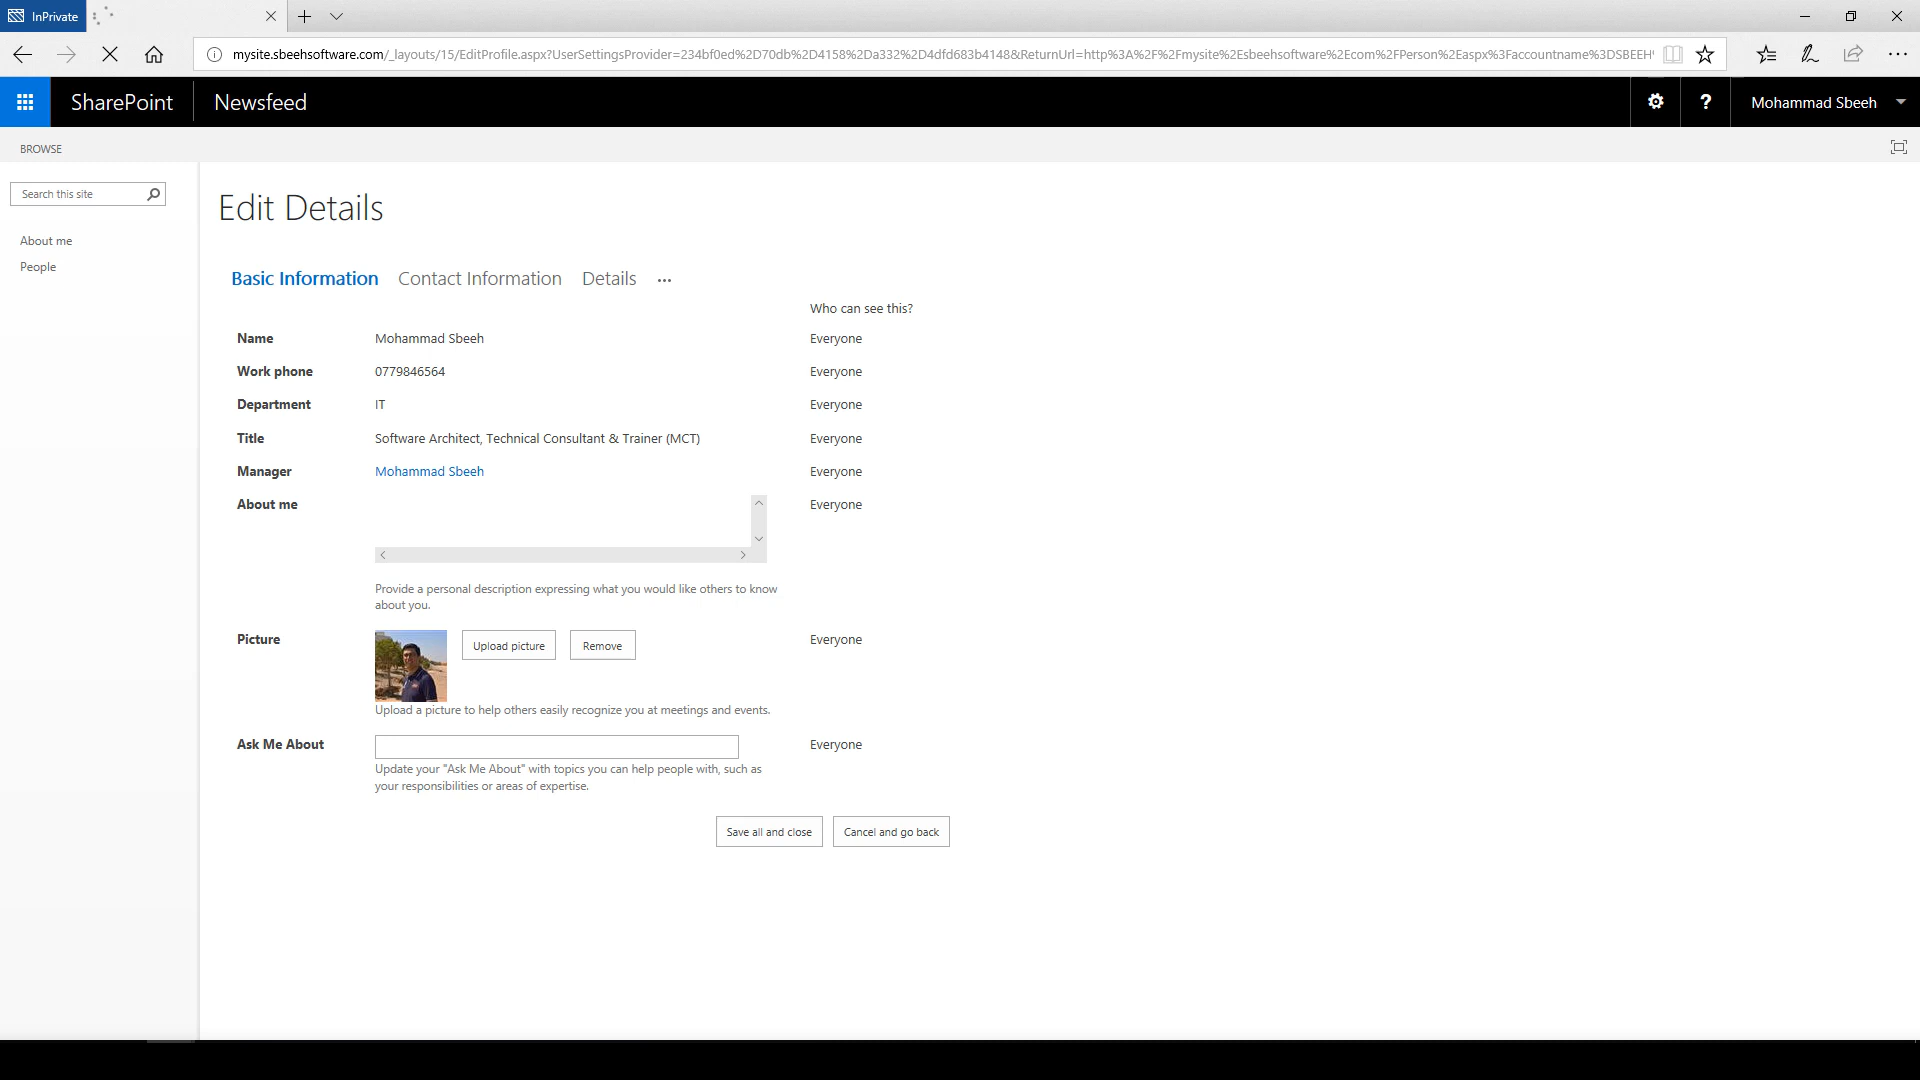 InPrivate
mysite.sbeehsoftware.com/_layouts/15/EditProfile.aspx?UserSettingsProvider=234bf0ed%2D70db%2D4158%2Da332%2D4dfd683b4148&ReturnUrl=http%3A%2F%2Fmysite%2Esbeehsoftware%2Ecom%2FPerson%2Easpx%3Faccountname%3DSBEEH
SharePoint Newsfeed ? Mohammad Sbeeh
BROWSE
Search this site
About me
People
Edit Details
Basic Information Contact Information Details ...
Who can see this?
Name Mohammad Sbeeh Everyone
Work phone 0779846564 Everyone
Department IT Everyone
Title Software Architect, Technical Consultant & Trainer (MCT) Everyone
Manager Mohammad Sbeeh Everyone
About me Everyone
Provide a personal description expressing what you would like others to know
about you.
Picture Upload picture Remove Everyone
Upload a picture to help others easily recognize you at meetings and events.
Ask Me About Everyone
Update your "Ask Me About" with topics you can help people with, such as
your responsibilities or areas of expertise.
Save all and close Cancel and go back